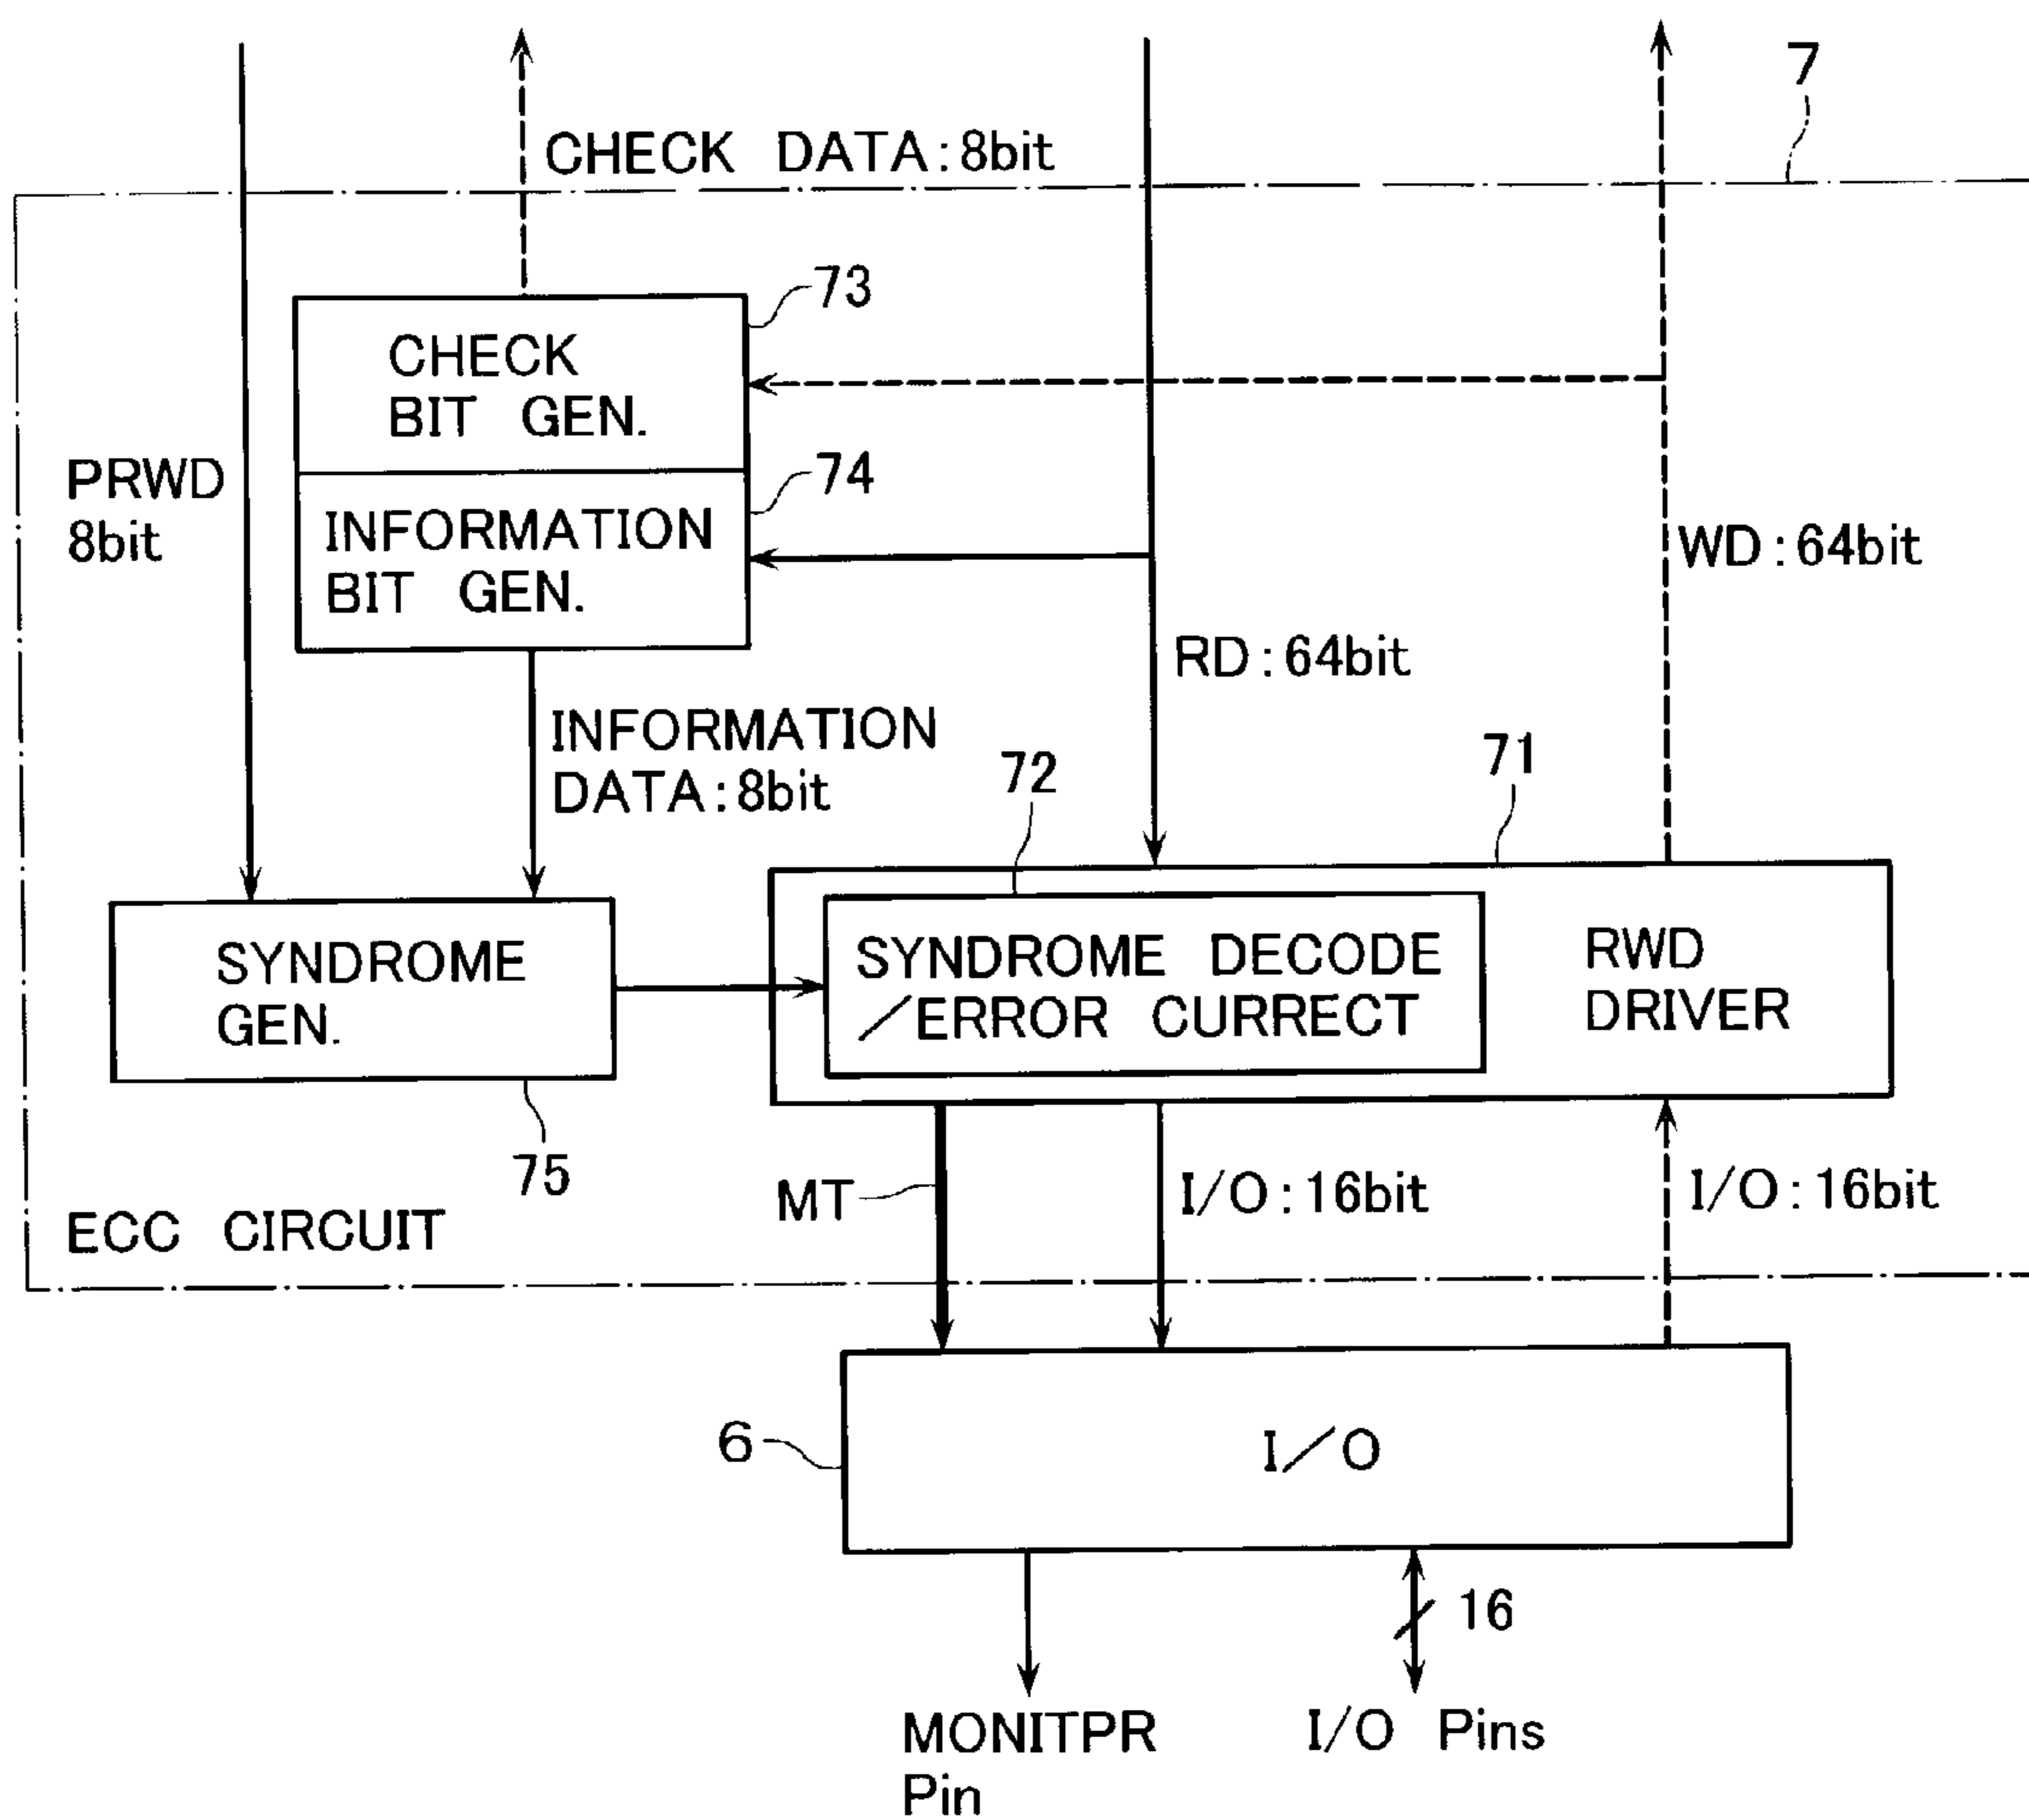 7
CHECK DATA:8bit
73
CHECK
BIT GEN.
PRWD
8bit
74
INFORMATION
BIT GEN.
WD:64bit
RD:64bit
INFORMATION
DATA:8bit
72
71
SYNDROME
GEN.
SYNDROME DECODE
/ERROR CURRECT
RWD
DRIVER
75
MT
I/O:16bit
I/O:16bit
ECC CIRCUIT
6
I/O
16
MONITPR
Pin
I/O Pins